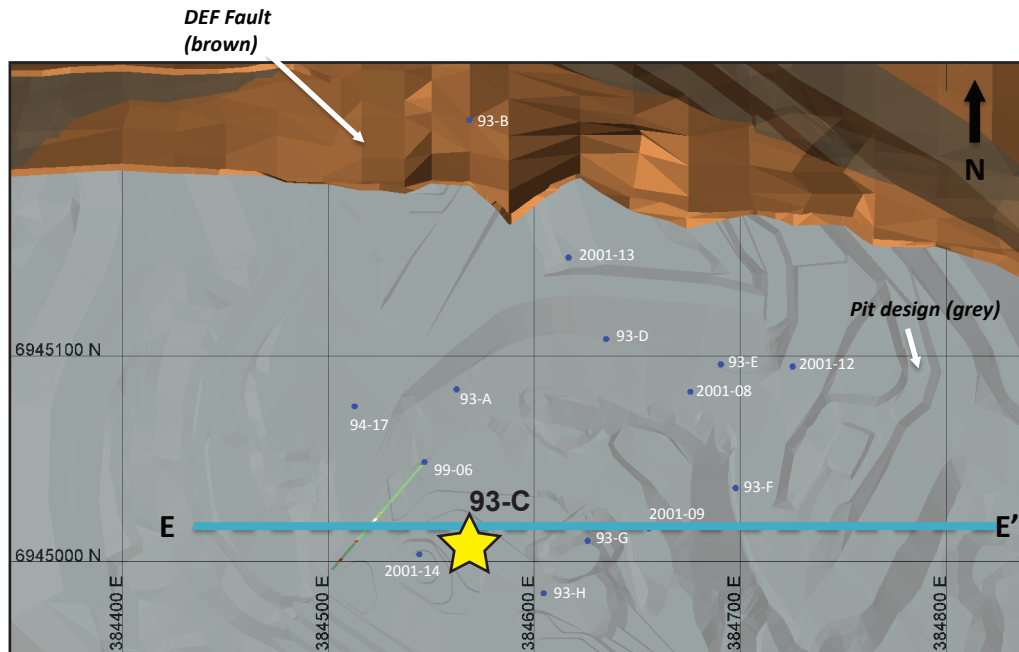 DEF Fault
(brown)
93-B
N
2001-13
Pit design (grey)
6945100 N
93-D
93-E
2001-12
2001-08
93-A
94-17
99-06
93-F
93-C
2001-09
E
E’
93-G
6945000 N
2001-14
93-H
384400 E
384500 E
384600 E
384700 E
384800 E